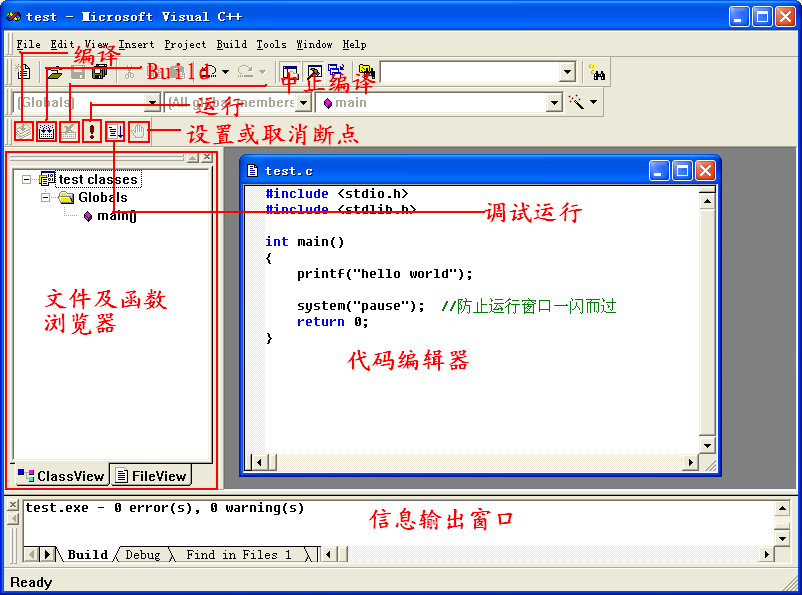 test - Microsoft Visual C++
File Edit View Insert Project Build Tools Window Help
编译
Build
中止编译
(Globals)
(All global members
main
运行
设置或取消断点
test classes
Globals
main()
文件及函数
浏览器
ClassView
FileView
test.c
#include <stdio.h>
#include <stdlib.h>
调试运行
int main()
{
printf("hello world");
system("pause"); //防止运行窗口一闪而过
return 0;
}
代码编辑器
test.exe - 0 error(s), 0 warning(s)
信息输出窗口
Build Debug Find in Files 1
Ready